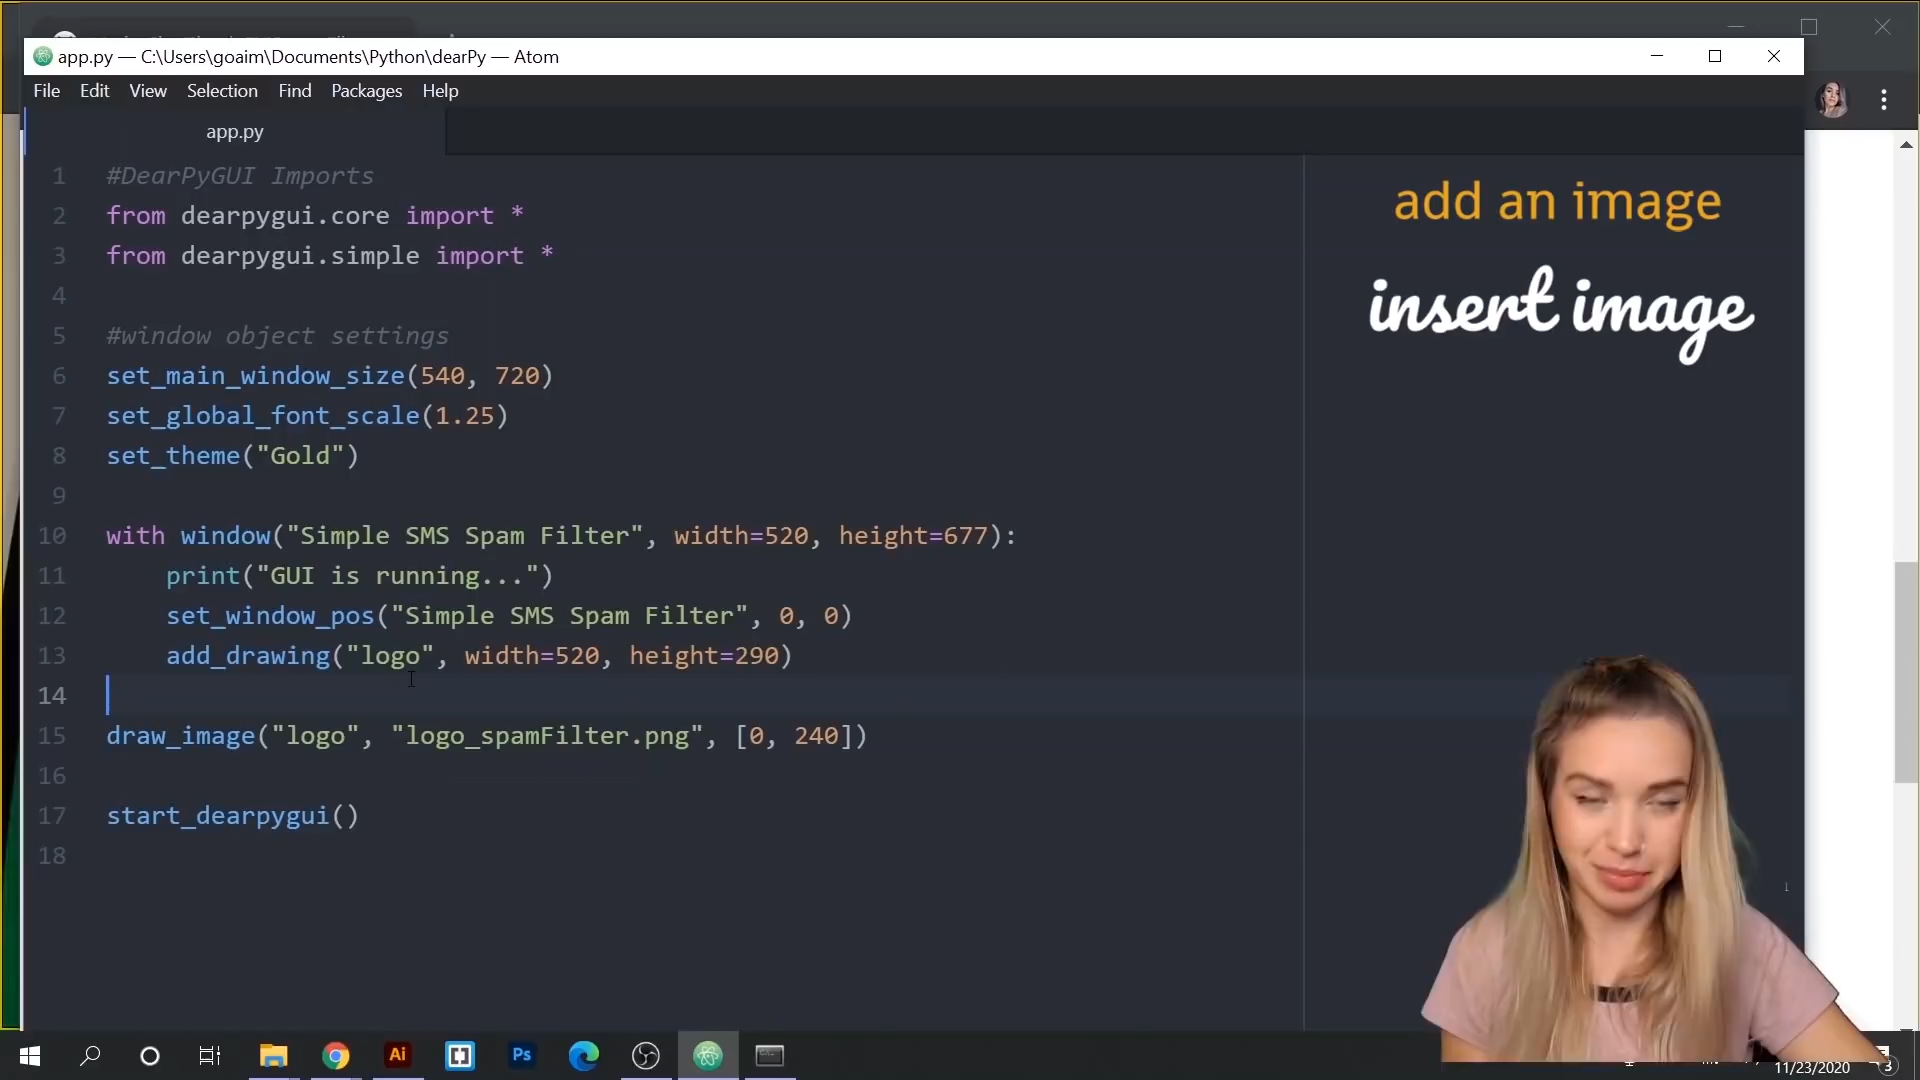 app.py — C:\Users\goaim\Documents\Python\dearPy — Atom
File Edit View Selection Find Packages Help
app.py
1 #DearPyGUI Imports
2 from dearpygui.core import *
3 from dearpygui.simple import *
4
5 #window object settings
6 set_main_window_size(540, 720)
7 set_global_font_scale(1.25)
8 set_theme("Gold")
9
10 with window("Simple SMS Spam Filter", width=520, height=677):
11 print("GUI is running...")
12 set_window_pos("Simple SMS Spam Filter", 0, 0)
13 add_drawing("logo", width=520, height=290)
14
15 draw_image("logo", "logo_spamFilter.png", [0, 240])
16
17 start_dearpygui()
18
add an image
insert image
Ai
Ps
11/23/2020
3